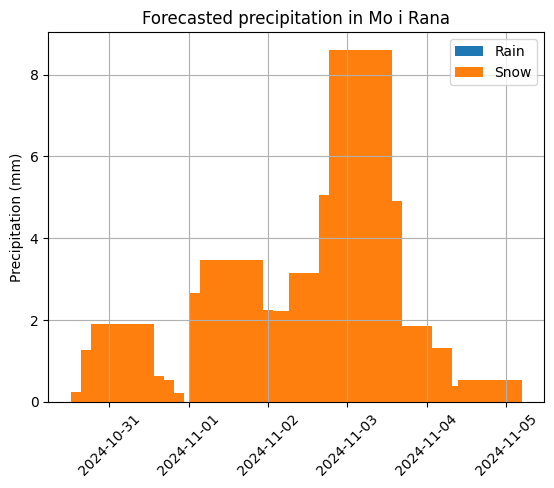 Forecasted precipitation in Mo i Rana
Rain
Snow
Precipitation (mm)
8
6
4
2
0
2024-10-31
2024-11-01
2024-11-02
2024-11-03
2024-11-04
2024-11-05